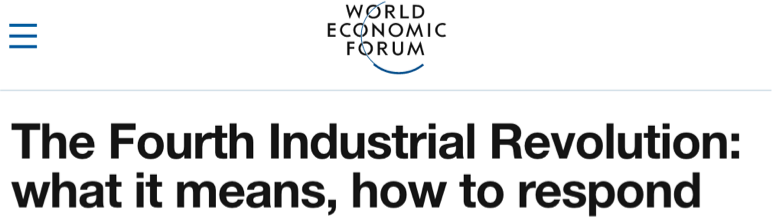 WORLD
ECONOMIC
FORUM
The Fourth Industrial Revolution:
what it means, how to respond